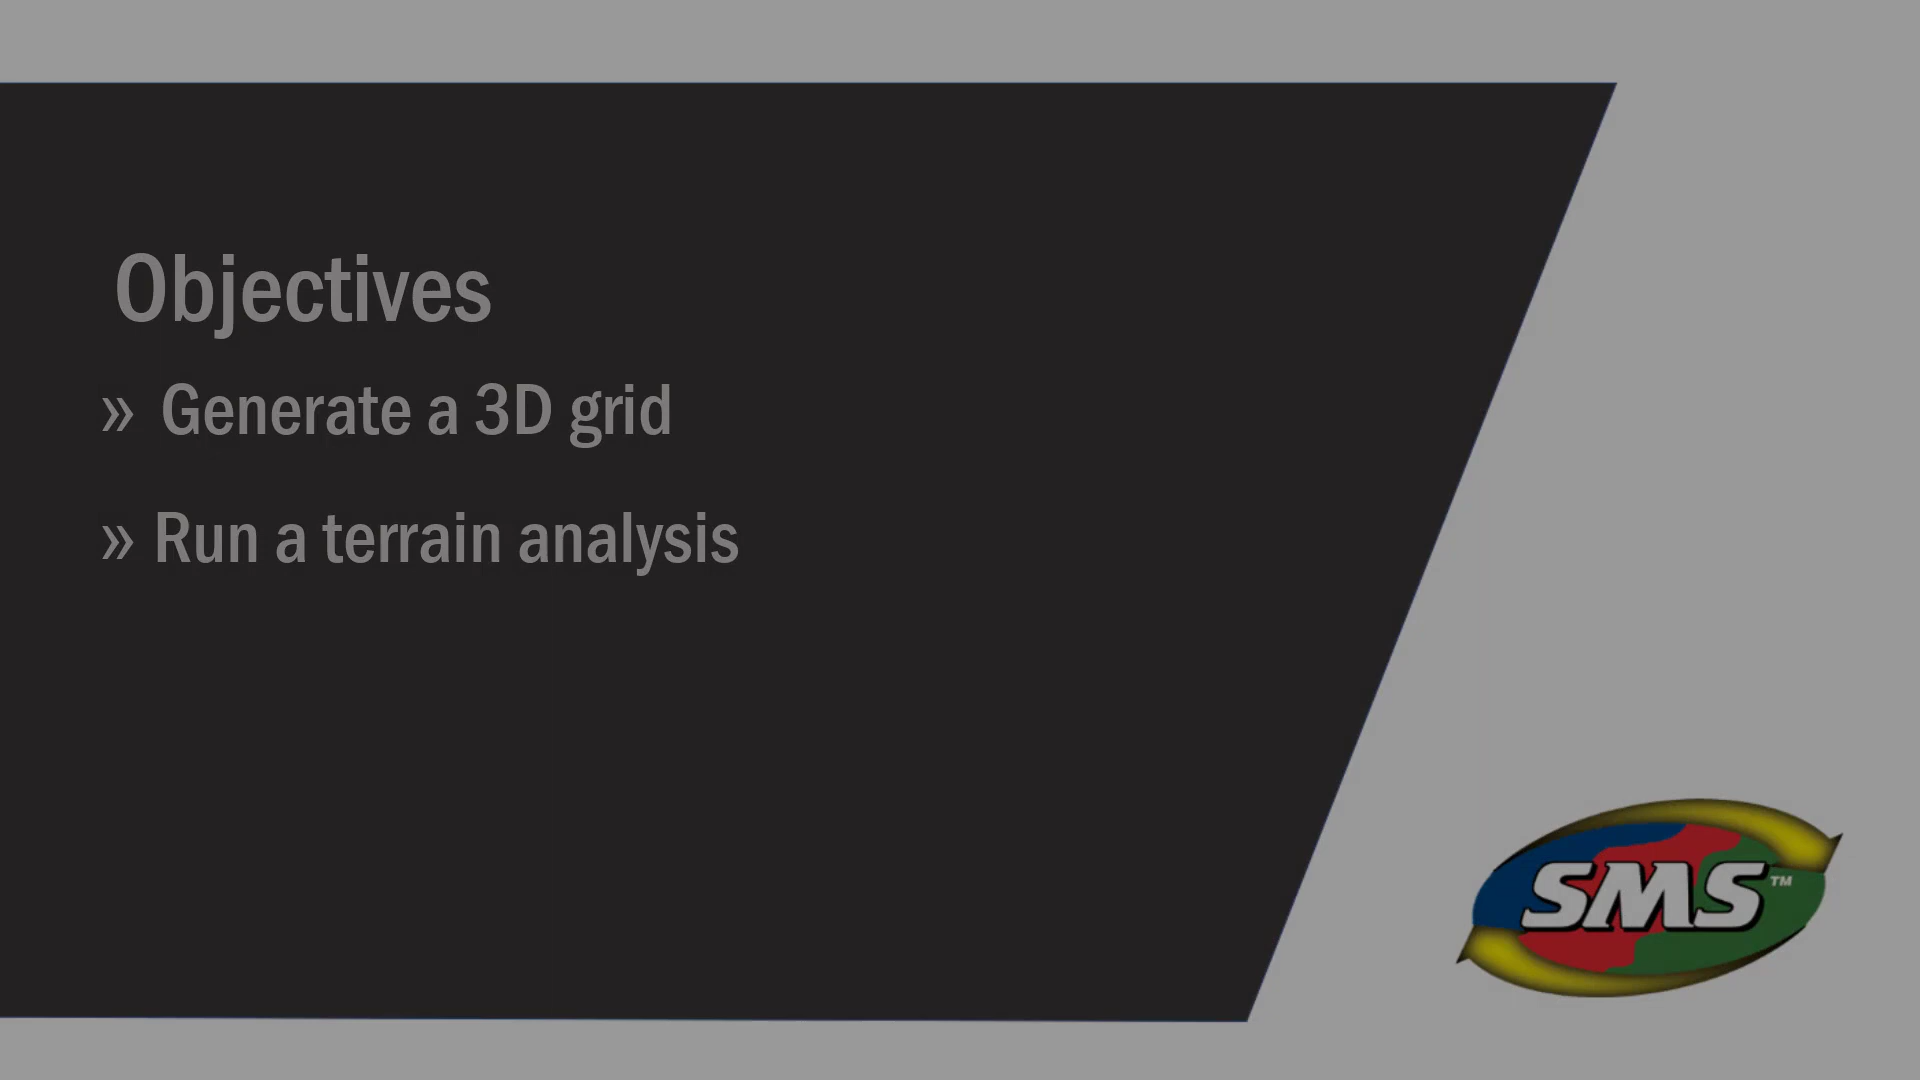 Objectives
» Generate a 3D grid
» Run a terrain analysis
SMS™